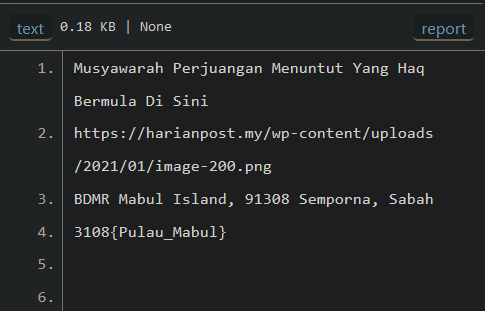 text 0.18 KB | None report
1. Musyawarah Perjuangan Menuntut Yang Haq
Bermula Di Sini
2. https://harianpost.my/wp-content/uploads
/2021/01/image-200.png
3. BDMR Mabul Island, 91308 Semporna, Sabah
4. 3108{Pulau_Mabul}
5.
6.